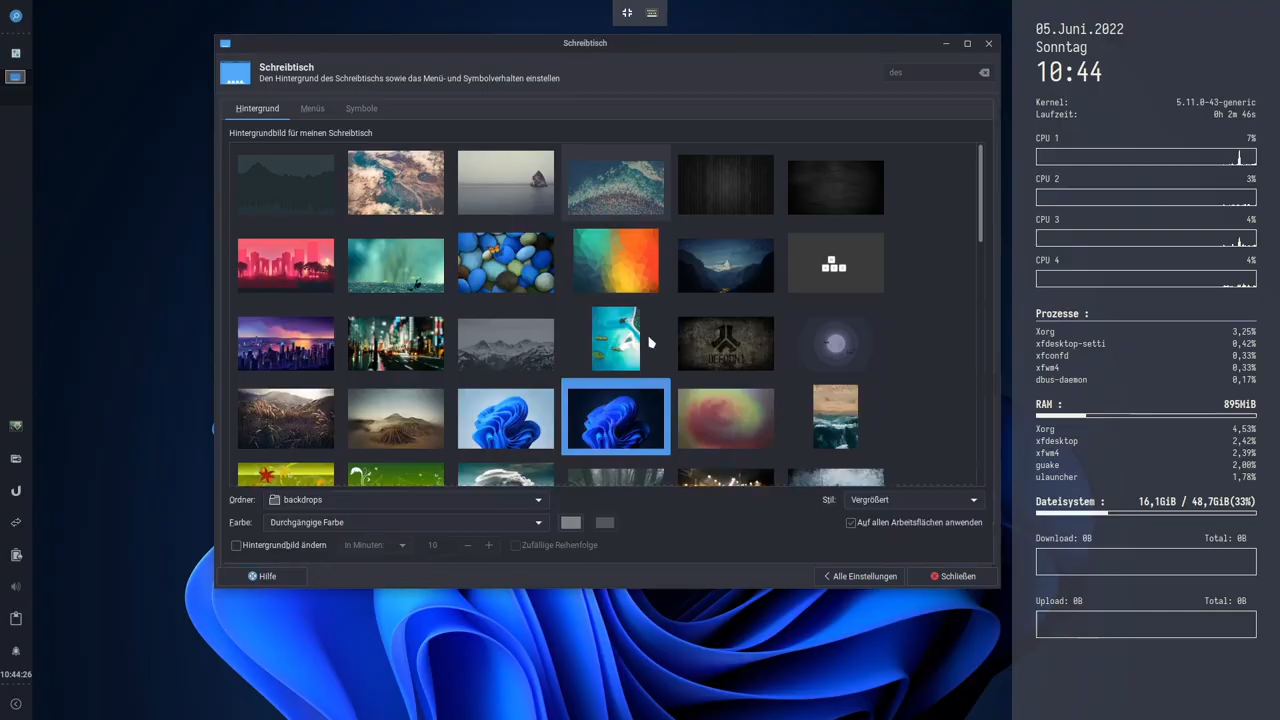 Schreibtisch
Schreibtisch
Den Hintergrund des Schreibtischs sowie das Menü- und Symbolverhalten einstellen
des
Hintergrund
Menüs
Symbole
Hintergrundbild für meinen Schreibtisch
Ordner:
backdrops
Stil:
Vergrößert
Farbe:
Durchgängige Farbe
Auf allen Arbeitsflächen anwenden
Hintergrundbild ändern
In Minuten:
10
Zufällige Reihenfolge
Hilfe
Alle Einstellungen
Schließen
10:44:26
05.Juni.2022
Sonntag
10:44
Kernel: 5.11.0-43-generic
Laufzeit: 0h 2m 46s
CPU 1 7%
CPU 2 3%
CPU 3 4%
CPU 4 4%
Prozesse :
Xorg 3,25%
xfdesktop-setti 0,42%
xfconfd 0,33%
xfwm4 0,33%
dbus-daemon 0,17%
RAM : 895MiB
Xorg 4,53%
xfdesktop 2,42%
xfwm4 2,39%
guake 2,00%
ulauncher 1,78%
Dateisystem : 16,1GiB / 48,7GiB(33%)
Download: 0B Total: 0B
Upload: 0B Total: 0B